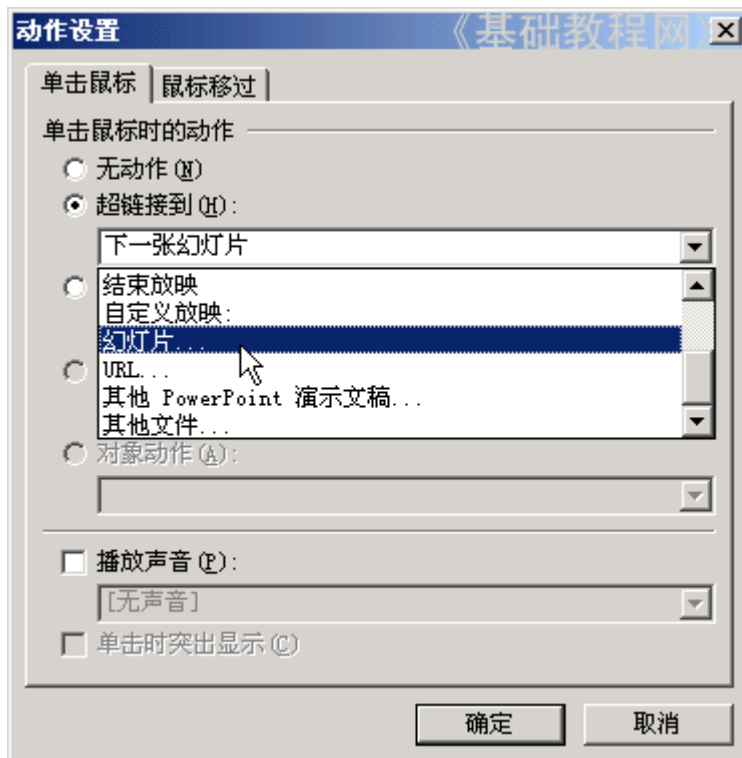 动作设置 《基础教程网》
单击鼠标 鼠标移过
单击鼠标时的动作
无动作(N)
超链接到(H):
下一张幻灯片
结束放映
自定义放映:
幻灯片...
URL...
其他 PowerPoint 演示文稿...
其他文件...
对象动作(A):
播放声音(P):
[无声音]
单击时突出显示(C)
确定 取消